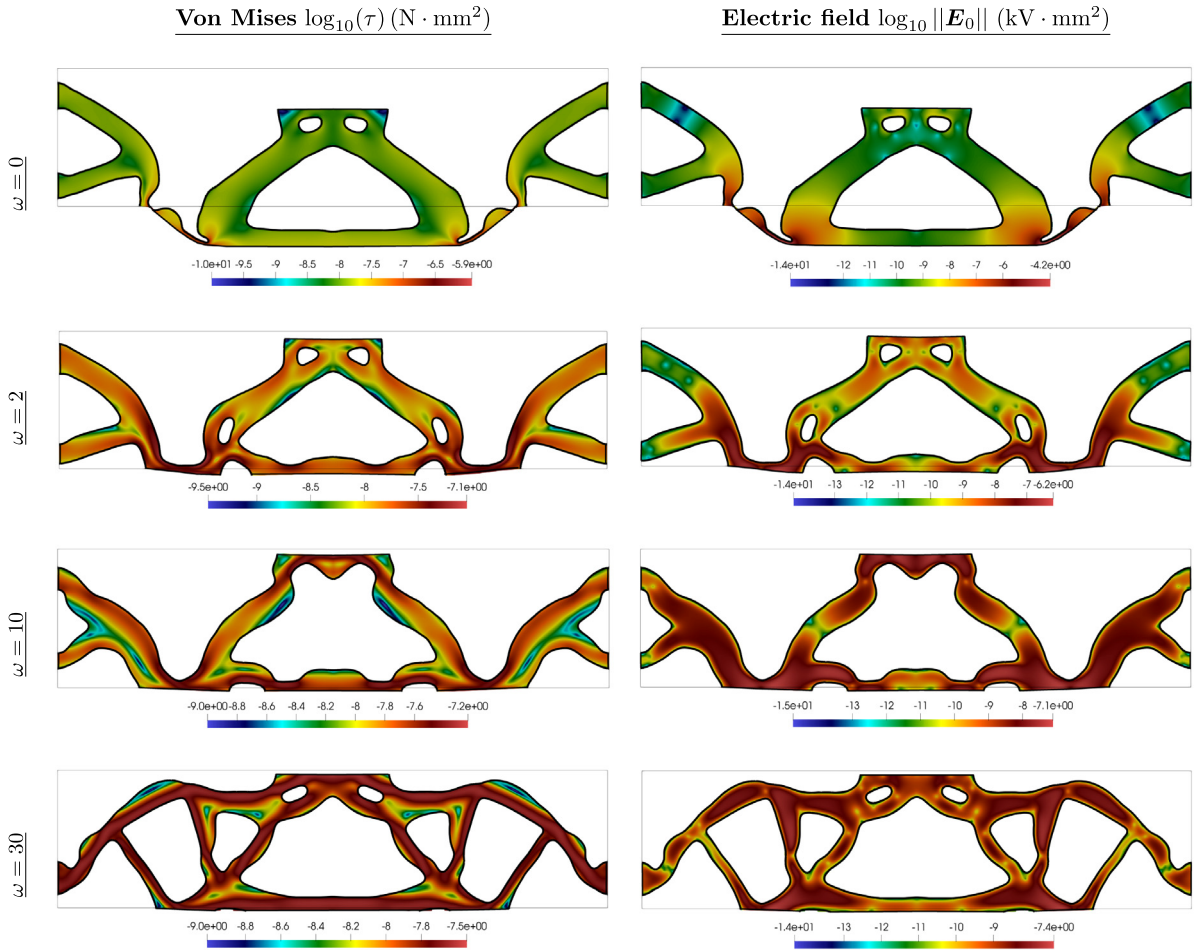 Von Mises log₁₀(τ) (N · mm²)
Electric field log₁₀ ||E₀|| (kV · mm²)
ω = 0
-1.0e+01 -9.5 -9 -8.5 -8 -7.5 -7 -6.5 -5.9e+00
-1.4e+01 -12 -11 -10 -9 -8 -7 -6 -4.2e+00
ω = 2
-9.5e+00 -9 -8.5 -8 -7.5 -7.1e+00
-1.4e+01 -13 -12 -11 -10 -9 -8 -7 -6.2e+00
ω = 10
-9.0e+00 -8.8 -8.6 -8.4 -8.2 -8 -7.8 -7.6 -7.2e+00
-1.5e+01 -13 -12 -11 -10 -9 -8 -7.1e+00
ω = 30
-9.0e+00 -8.8 -8.6 -8.4 -8.2 -8 -7.8 -7.5e+00
-1.4e+01 -13 -12 -11 -10 -9 -7.4e+00